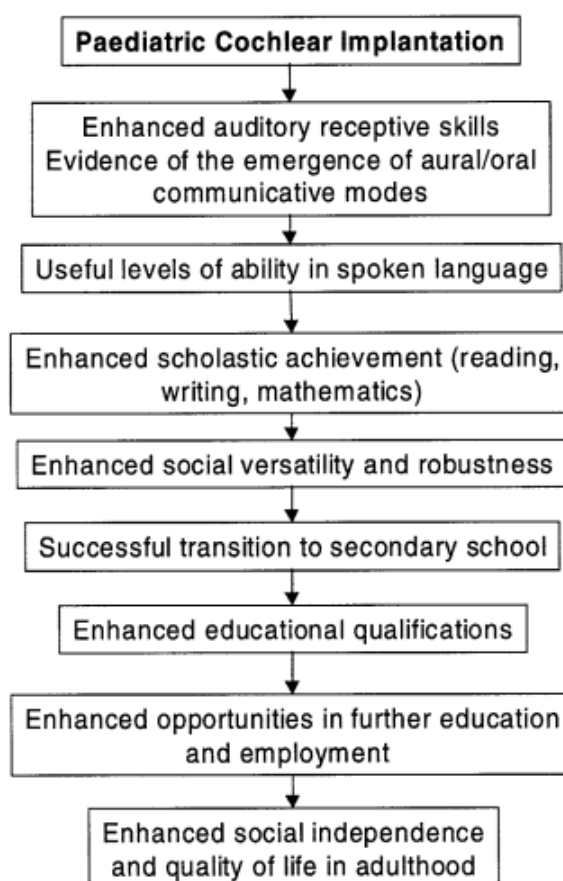 Paediatric Cochlear Implantation
Enhanced auditory receptive skills
Evidence of the emergence of aural/oral
communicative modes
Useful levels of ability in spoken language
Enhanced scholastic achievement (reading,
writing, mathematics)
Enhanced social versatility and robustness
Successful transition to secondary school
Enhanced educational qualifications
Enhanced opportunities in further education
and employment
Enhanced social independence
and quality of life in adulthood